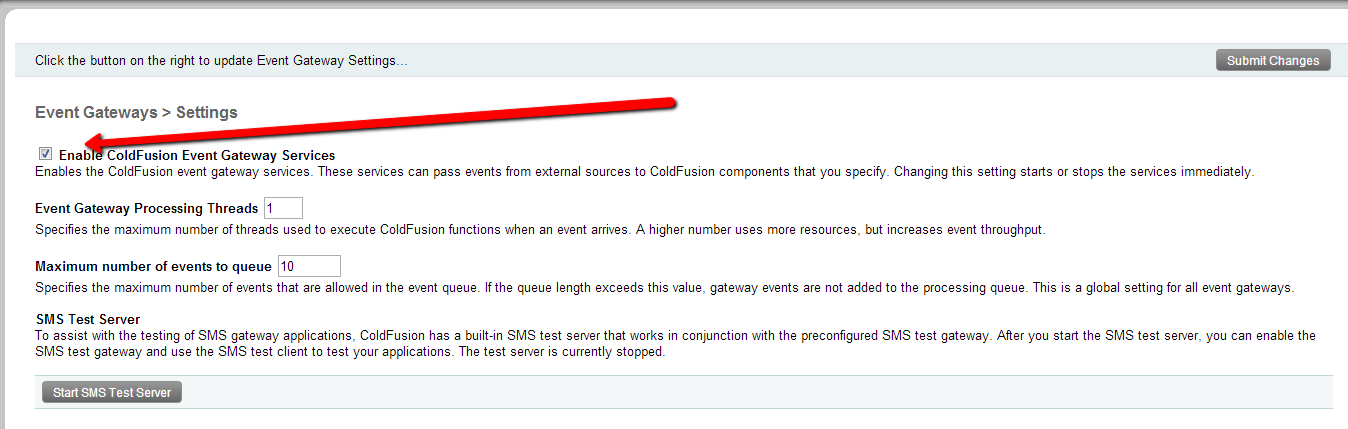 Click the button on the right to update Event Gateway Settings...
Submit Changes
Event Gateways > Settings
Enable ColdFusion Event Gateway Services
Enables the ColdFusion event gateway services. These services can pass events from external sources to ColdFusion components that you specify. Changing this setting starts or stops the services immediately.
Event Gateway Processing Threads 1
Specifies the maximum number of threads used to execute ColdFusion functions when an event arrives. A higher number uses more resources, but increases event throughput.
Maximum number of events to queue 10
Specifies the maximum number of events that are allowed in the event queue. If the queue length exceeds this value, gateway events are not added to the processing queue. This is a global setting for all event gateways.
SMS Test Server
To assist with the testing of SMS gateway applications, ColdFusion has a built-in SMS test server that works in conjunction with the preconfigured SMS test gateway. After you start the SMS test server, you can enable the
SMS test gateway and use the SMS test client to test your applications. The test server is currently stopped.
Start SMS Test Server